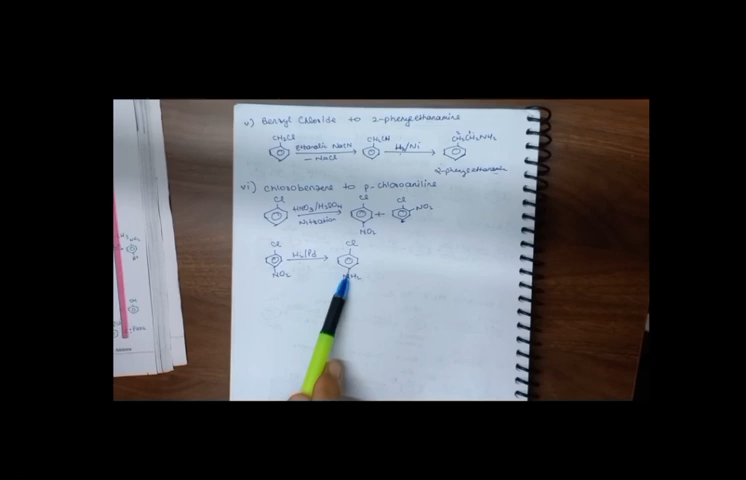 v) Benzyl chloride to 2-phenylethanamine
CH₂Cl CH₂CN CH₂CH₂NH₂
Ethanolic NaCN H₂/Ni
- NaCl
2-phenylethanamine
vi) Chlorobenzene to p-chloroaniline
Cl Cl Cl
HNO₃/H₂SO₄ + NO₂
Nitration
NO₂
Cl Cl
H₂/Pd
NO₂ NH₂